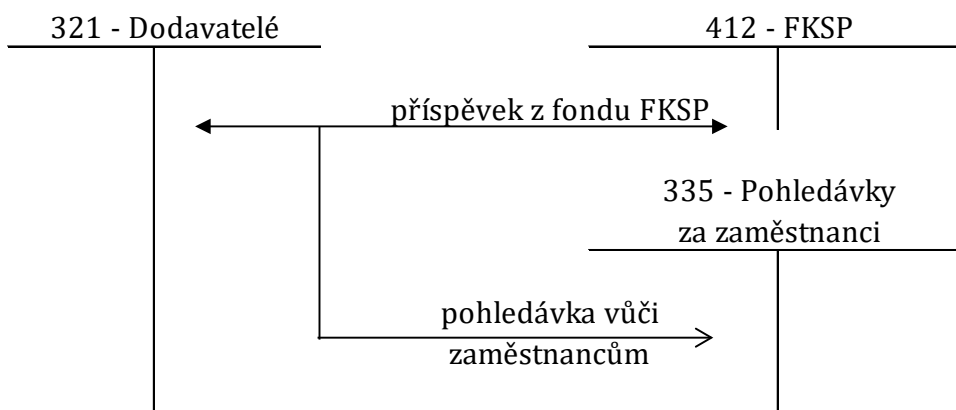 321 - Dodavatelé
412 - FKSP
příspěvek z fondu FKSP
335 - Pohledávky
za zaměstnanci
pohledávka vůči
zaměstnancům